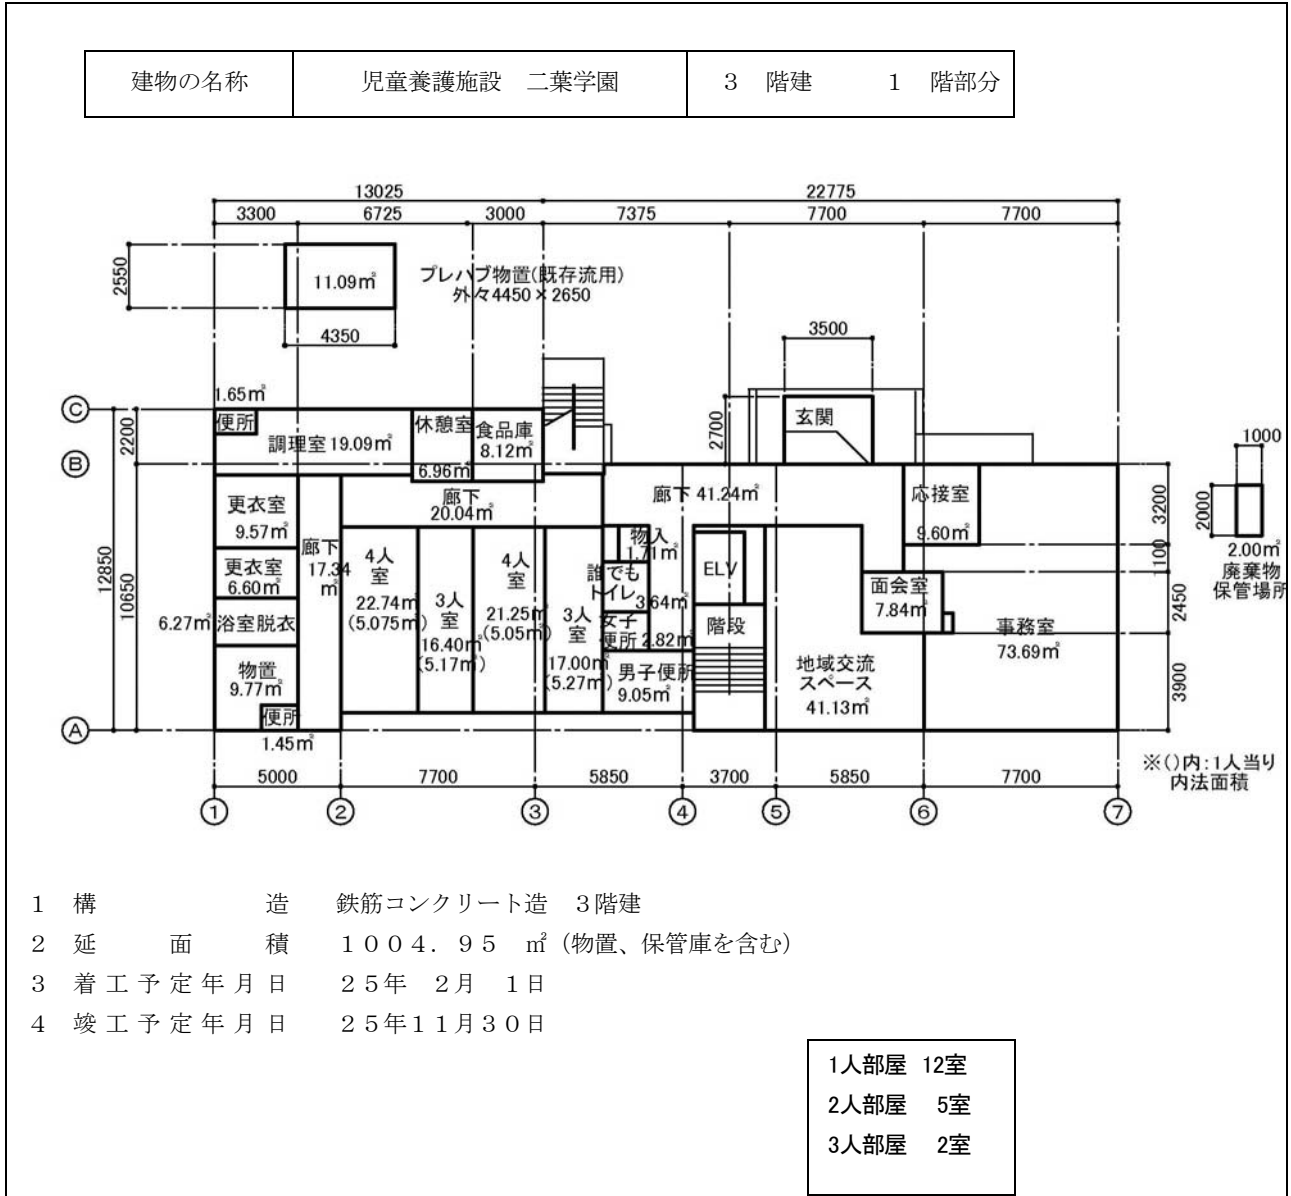 建物の名称　児童養護施設　二葉学園　３　階建　１　階部分
13025　22775
3300　6725　3000　7375　7700　7700
2550
11.09㎡
プレハブ物置(既存流用)
外々4450×2650
4350
3500
2700
玄関
1.65㎡
Ⓒ
2200
便所
調理室 19.09㎡
休憩室
6.96㎡
食品庫
8.12㎡
Ⓑ
12850
10650
更衣室
9.57㎡
廊下
20.04㎡
廊下 41.24㎡
応接室
9.60㎡
3200
1000
2000
2.00㎡
廃棄物
保管場所
更衣室
6.60㎡
廊下
17.34
㎡
4人
室
22.74㎡
(5.075㎡)
3人
室
16.40㎡
(5.17㎡)
4人
室
21.25㎡
(5.05㎡)
3人
室
17.00㎡
(5.27㎡)
物入
1.71㎡
誰でも
トイレ
3.64㎡
女子
便所 2.82㎡
男子便所
9.05㎡
ELV
階段
面会室
7.84㎡
1100
2450
6.27㎡ 浴室脱衣
物置
9.77㎡
便所
1.45㎡
地域交流
スペース
41.13㎡
事務室
73.69㎡
3900
Ⓐ
※()内:1人当り
内法面積
5000　7700　5850　3700　5850　7700
①　②　③　④　⑤　⑥　⑦
１　構　造　鉄筋コンクリート造　３階建
２　延　面　積　１００４．９５　㎡（物置、保管庫を含む）
３　着工予定年月日　２５年　２月　１日
４　竣工予定年月日　２５年１１月３０日
1人部屋　12室
2人部屋　5室
3人部屋　2室